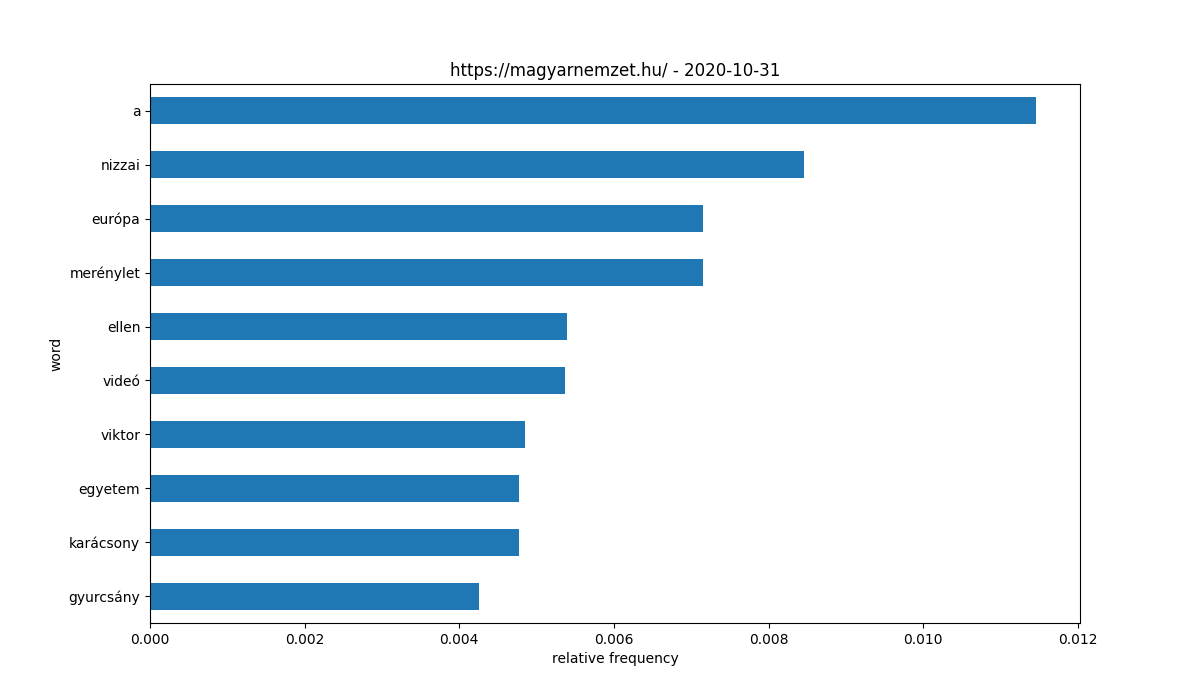 https://magyarnemzet.hu/ - 2020-10-31
a
nizzai
európa
merénylet
ellen
videó
viktor
egyetem
karácsony
gyurcsány
word
0.000 0.002 0.004 0.006 0.008 0.010 0.012
relative frequency